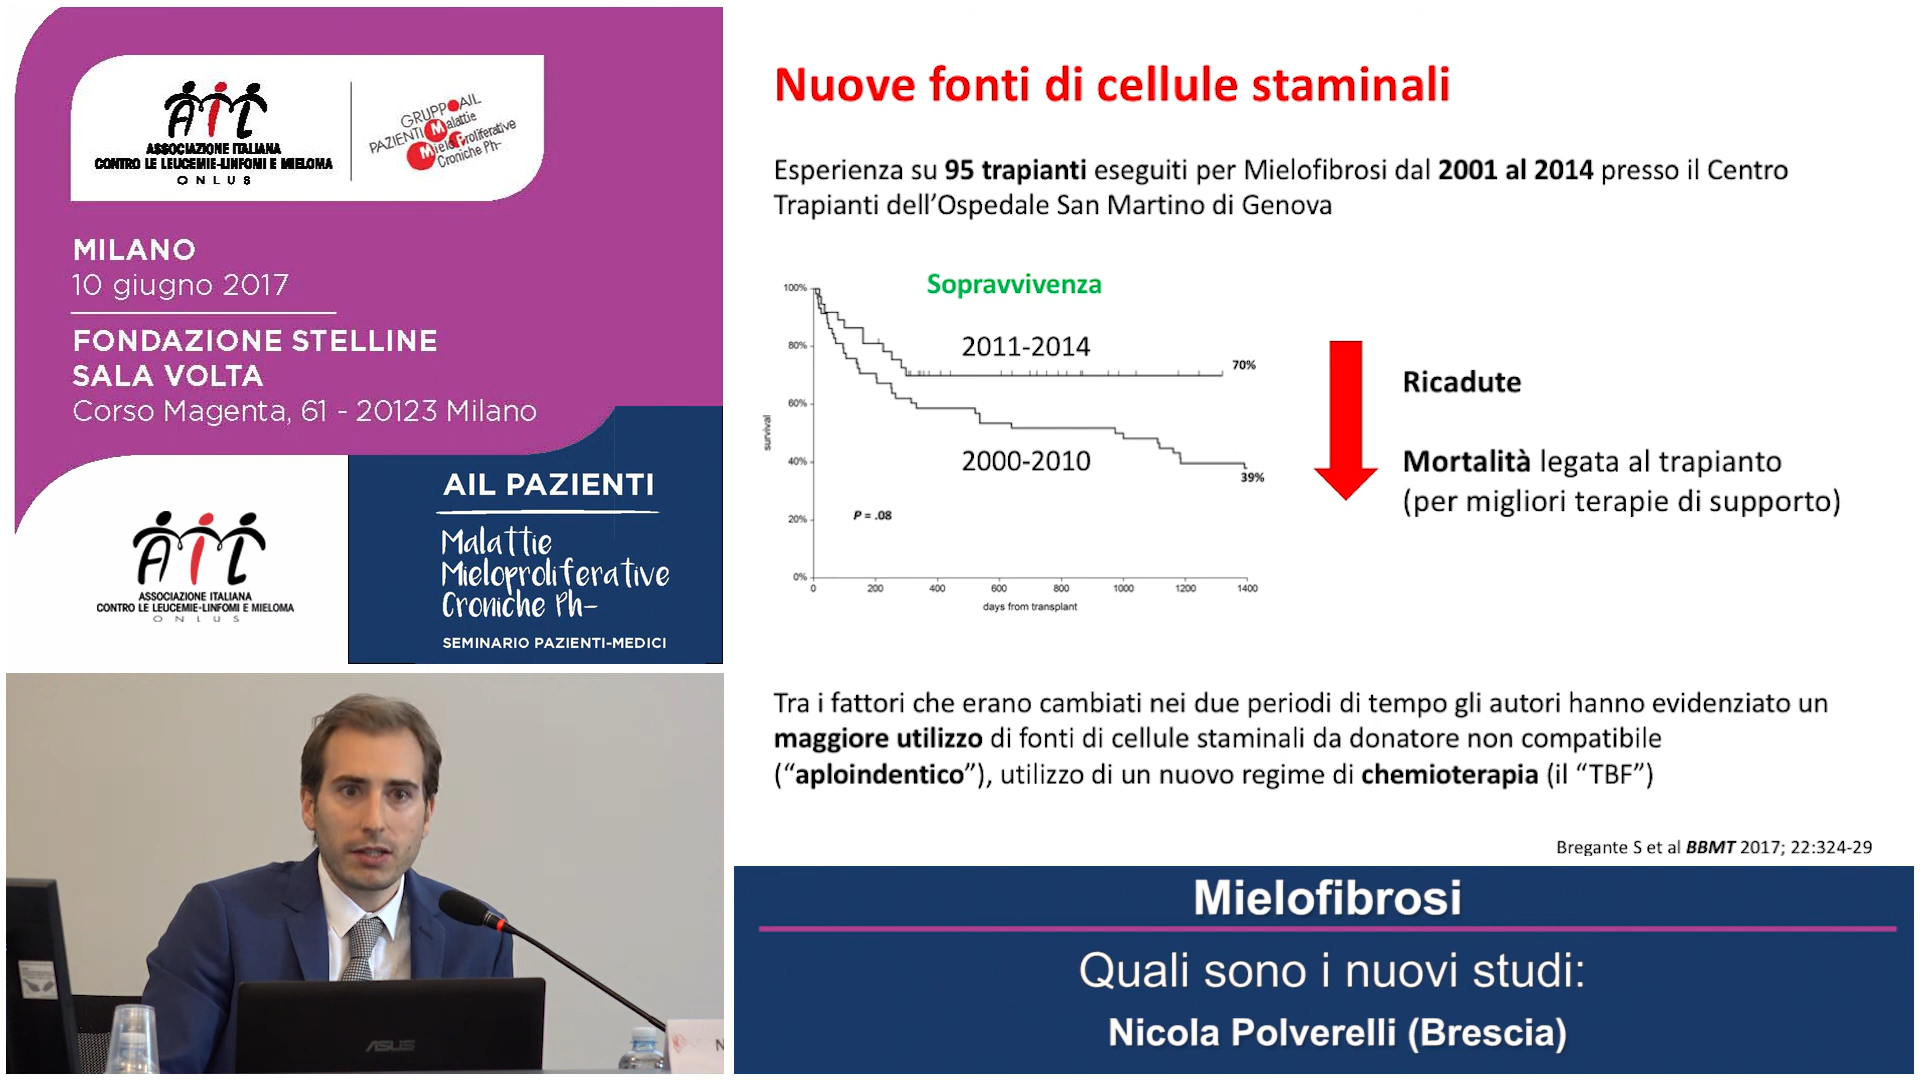 AIL
ASSOCIAZIONE ITALIANA
CONTRO LE LEUCEMIE-LINFOMI E MIELOMA
ONLUS
GRUPPO AIL
PAZIENTI Malattie
MieloProliferative
Croniche Ph-
MILANO
10 giugno 2017
FONDAZIONE STELLINE
SALA VOLTA
Corso Magenta, 61 - 20123 Milano
AIL
ASSOCIAZIONE ITALIANA
CONTRO LE LEUCEMIE-LINFOMI E MIELOMA
ONLUS
AIL PAZIENTI
Malattie
Mieloproliferative
Croniche Ph-
SEMINARIO PAZIENTI-MEDICI
ASUS
N
Nuove fonti di cellule staminali
Esperienza su 95 trapianti eseguiti per Mielofibrosi dal 2001 al 2014 presso il Centro
Trapianti dell'Ospedale San Martino di Genova
Sopravvivenza
100%
80%
60%
40%
20%
0%
survival
2011-2014
70%
2000-2010
39%
P = .08
0 200 400 600 800 1000 1200 1400
days from transplant
Ricadute
Mortalità legata al trapianto
(per migliori terapie di supporto)
Tra i fattori che erano cambiati nei due periodi di tempo gli autori hanno evidenziato un
maggiore utilizzo di fonti di cellule staminali da donatore non compatibile
("aploindentico"), utilizzo di un nuovo regime di chemioterapia (il "TBF")
Bregante S et al BBMT 2017; 22:324-29
Mielofibrosi
Quali sono i nuovi studi:
Nicola Polverelli (Brescia)